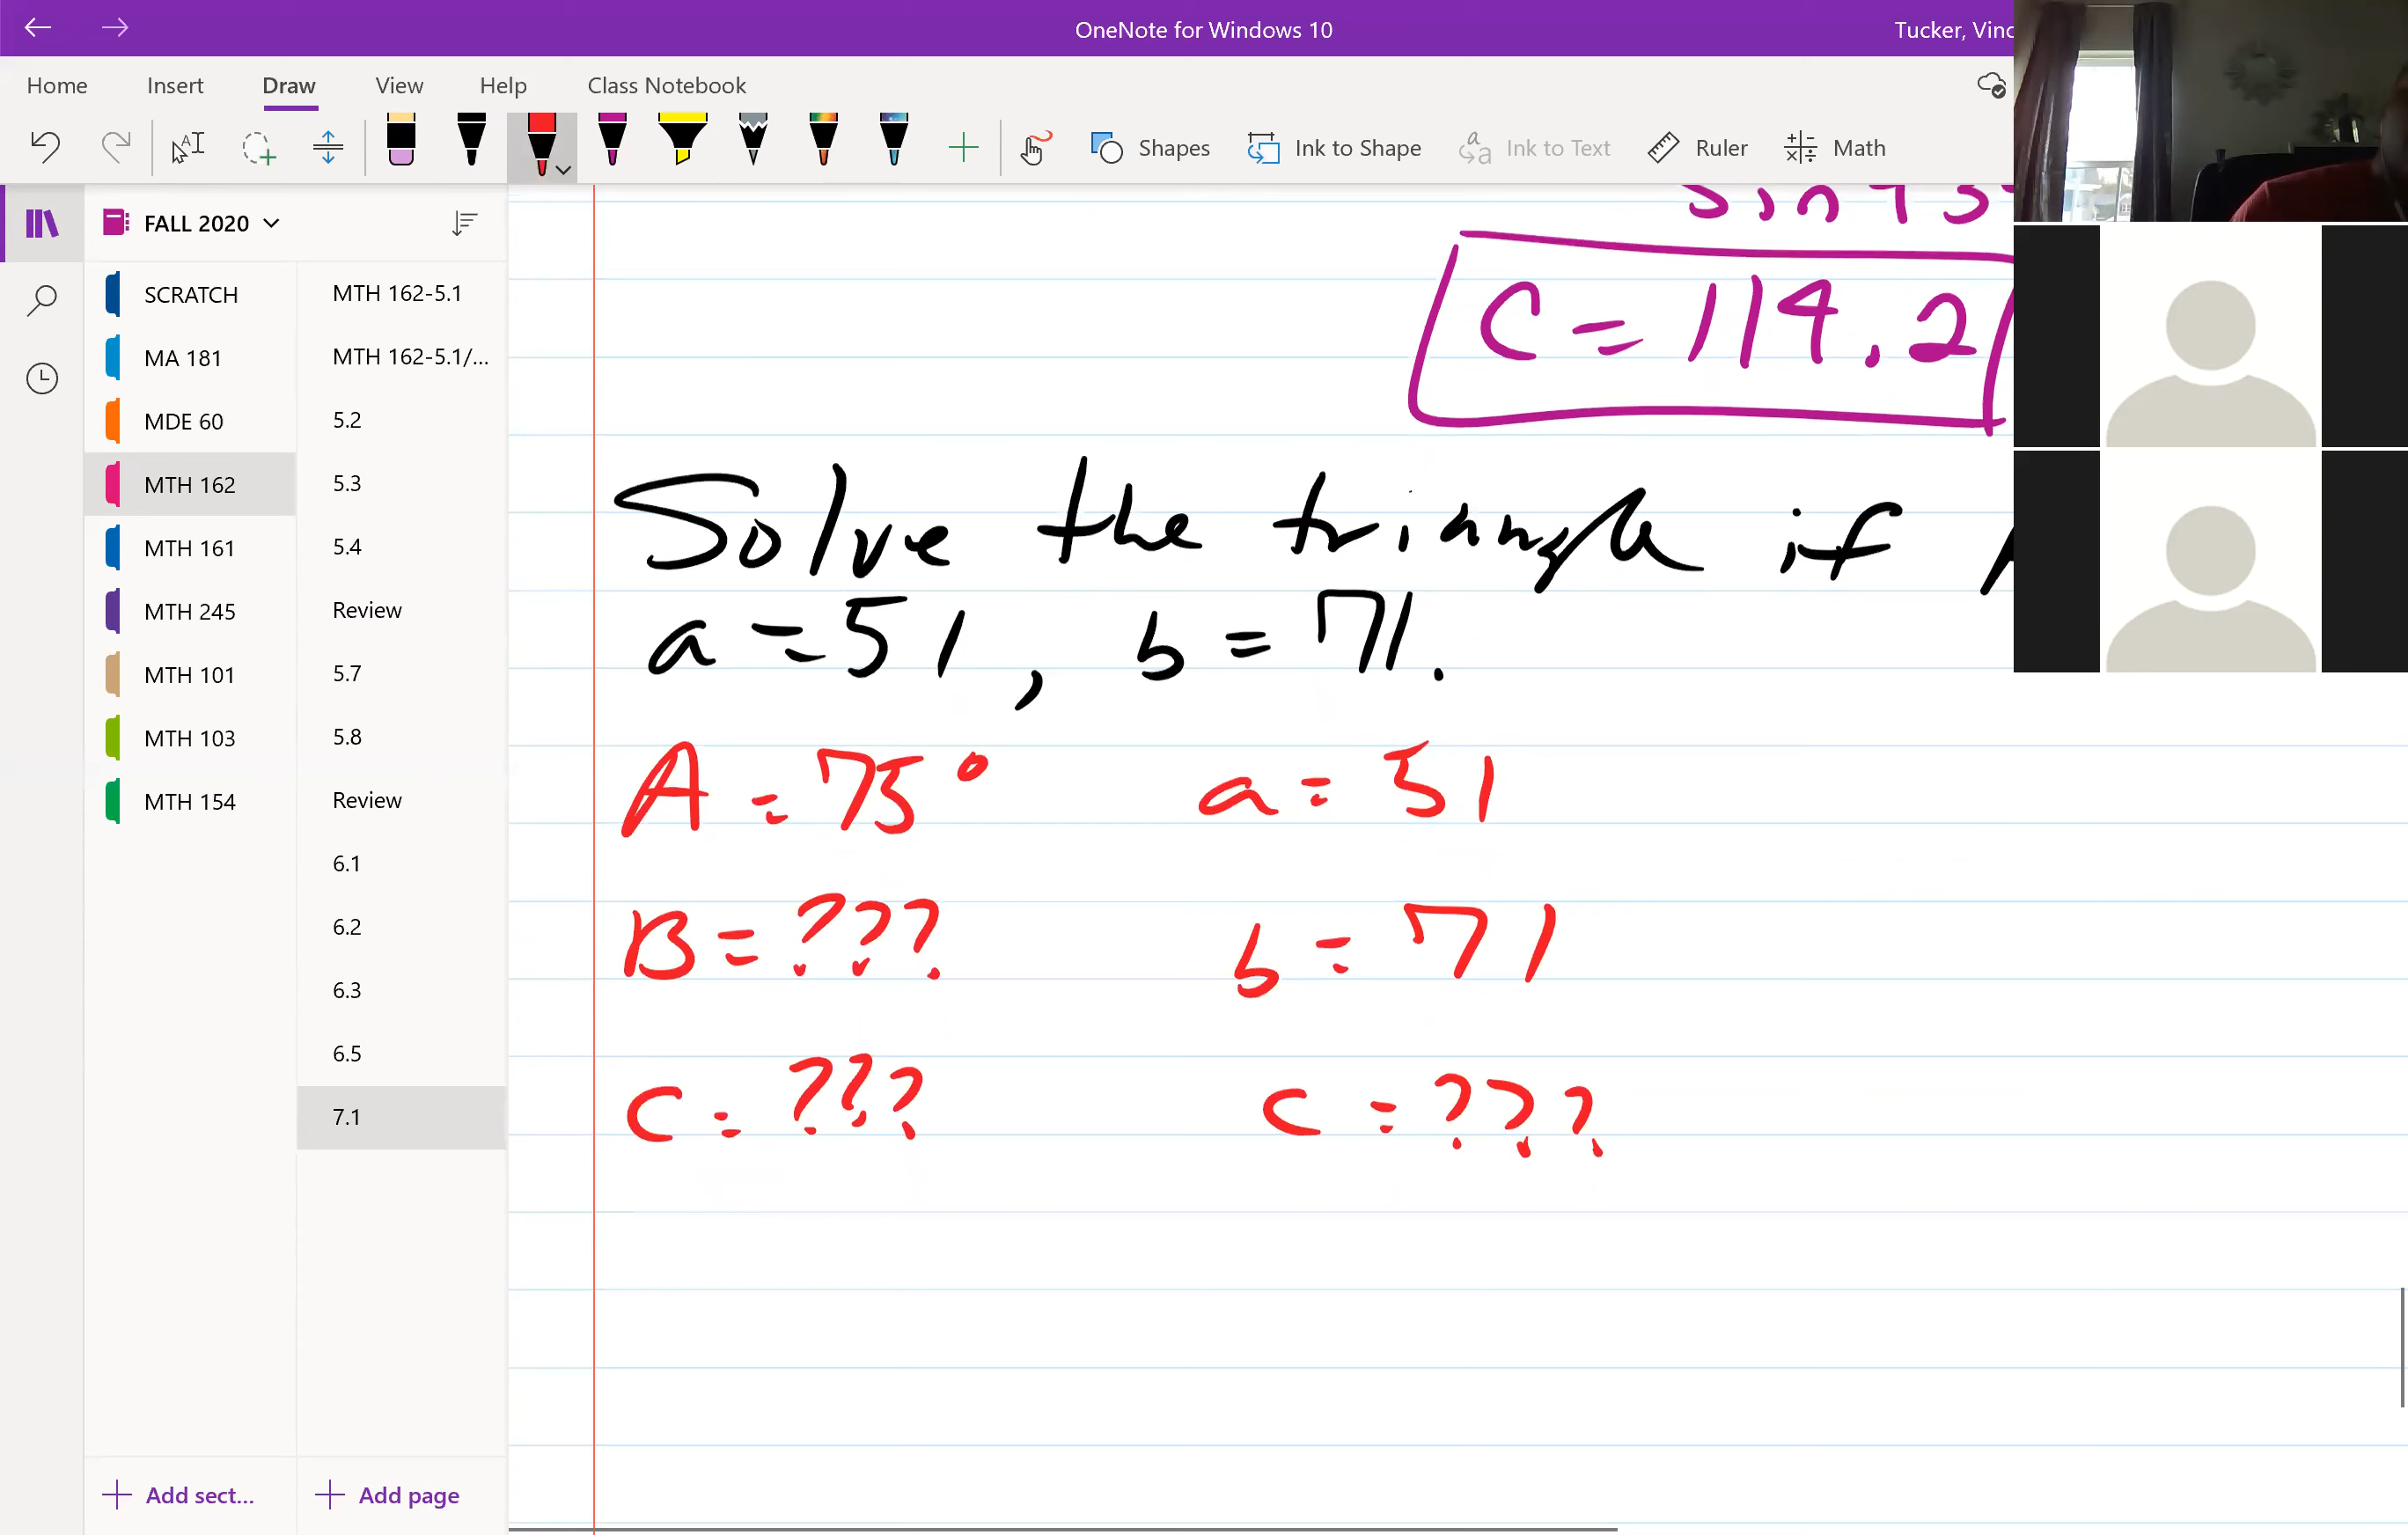 OneNote for Windows 10
Tucker, Vinc
Home Insert Draw View Help Class Notebook
Shapes Ink to Shape Ink to Text Ruler Math
FALL 2020
SCRATCH
MA 181
MDE 60
MTH 162
MTH 161
MTH 245
MTH 101
MTH 103
MTH 154
Add sect...
MTH 162-5.1
MTH 162-5.1/...
5.2
5.3
5.4
Review
5.7
5.8
Review
6.1
6.2
6.3
6.5
7.1
Add page
sin
C = 114.2
Solve the triangle if
a = 51, b = 71.
A = 75° a = 51
B = ??? b = 71
C = ??? c = ???